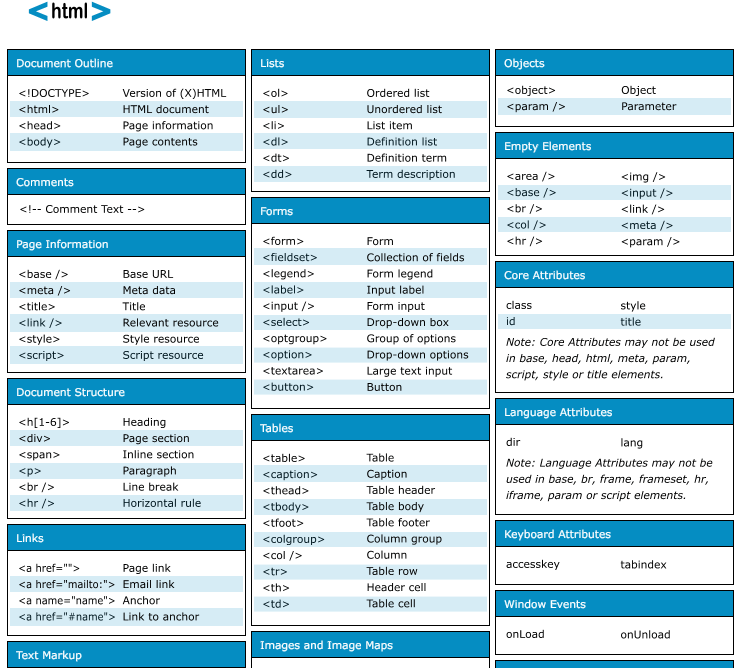 <html>
Document Outline
<!DOCTYPE> Version of (X)HTML
<html> HTML document
<head> Page information
<body> Page contents
Comments
<!-- Comment Text -->
Page Information
<base /> Base URL
<meta /> Meta data
<title> Title
<link /> Relevant resource
<style> Style resource
<script> Script resource
Document Structure
<h[1-6]> Heading
<div> Page section
<span> Inline section
<p> Paragraph
<br /> Line break
<hr /> Horizontal rule
Links
<a href=""> Page link
<a href="mailto:"> Email link
<a name="name"> Anchor
<a href="#name"> Link to anchor
Text Markup
Lists
<ol> Ordered list
<ul> Unordered list
<li> List item
<dl> Definition list
<dt> Definition term
<dd> Term description
Forms
<form> Form
<fieldset> Collection of fields
<legend> Form legend
<label> Input label
<input /> Form input
<select> Drop-down box
<optgroup> Group of options
<option> Drop-down options
<textarea> Large text input
<button> Button
Tables
<table> Table
<caption> Caption
<thead> Table header
<tbody> Table body
<tfoot> Table footer
<colgroup> Column group
<col /> Column
<tr> Table row
<th> Header cell
<td> Table cell
Images and Image Maps
Objects
<object> Object
<param /> Parameter
Empty Elements
<area /> <img />
<base /> <input />
<br /> <link />
<col /> <meta />
<hr /> <param />
Core Attributes
class style
id title
Note: Core Attributes may not be used
in base, head, html, meta, param,
script, style or title elements.
Language Attributes
dir lang
Note: Language Attributes may not be
used in base, br, frame, frameset, hr,
iframe, param or script elements.
Keyboard Attributes
accesskey tabindex
Window Events
onLoad onUnload